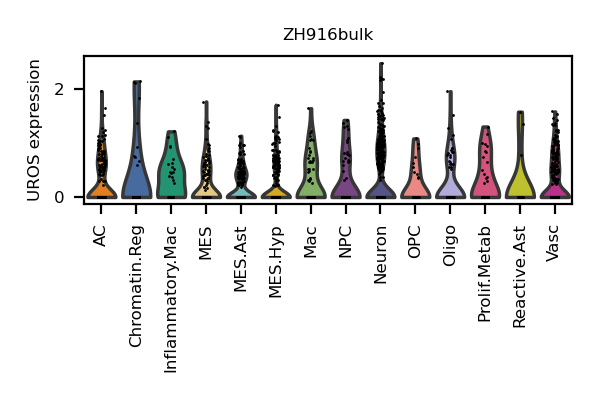 ZH916bulk
UROS expression
2
0
AC
Chromatin.Reg
Inflammatory.Mac
MES
MES.Ast
MES.Hyp
Mac
NPC
Neuron
OPC
Oligo
Prolif.Metab
Reactive.Ast
Vasc